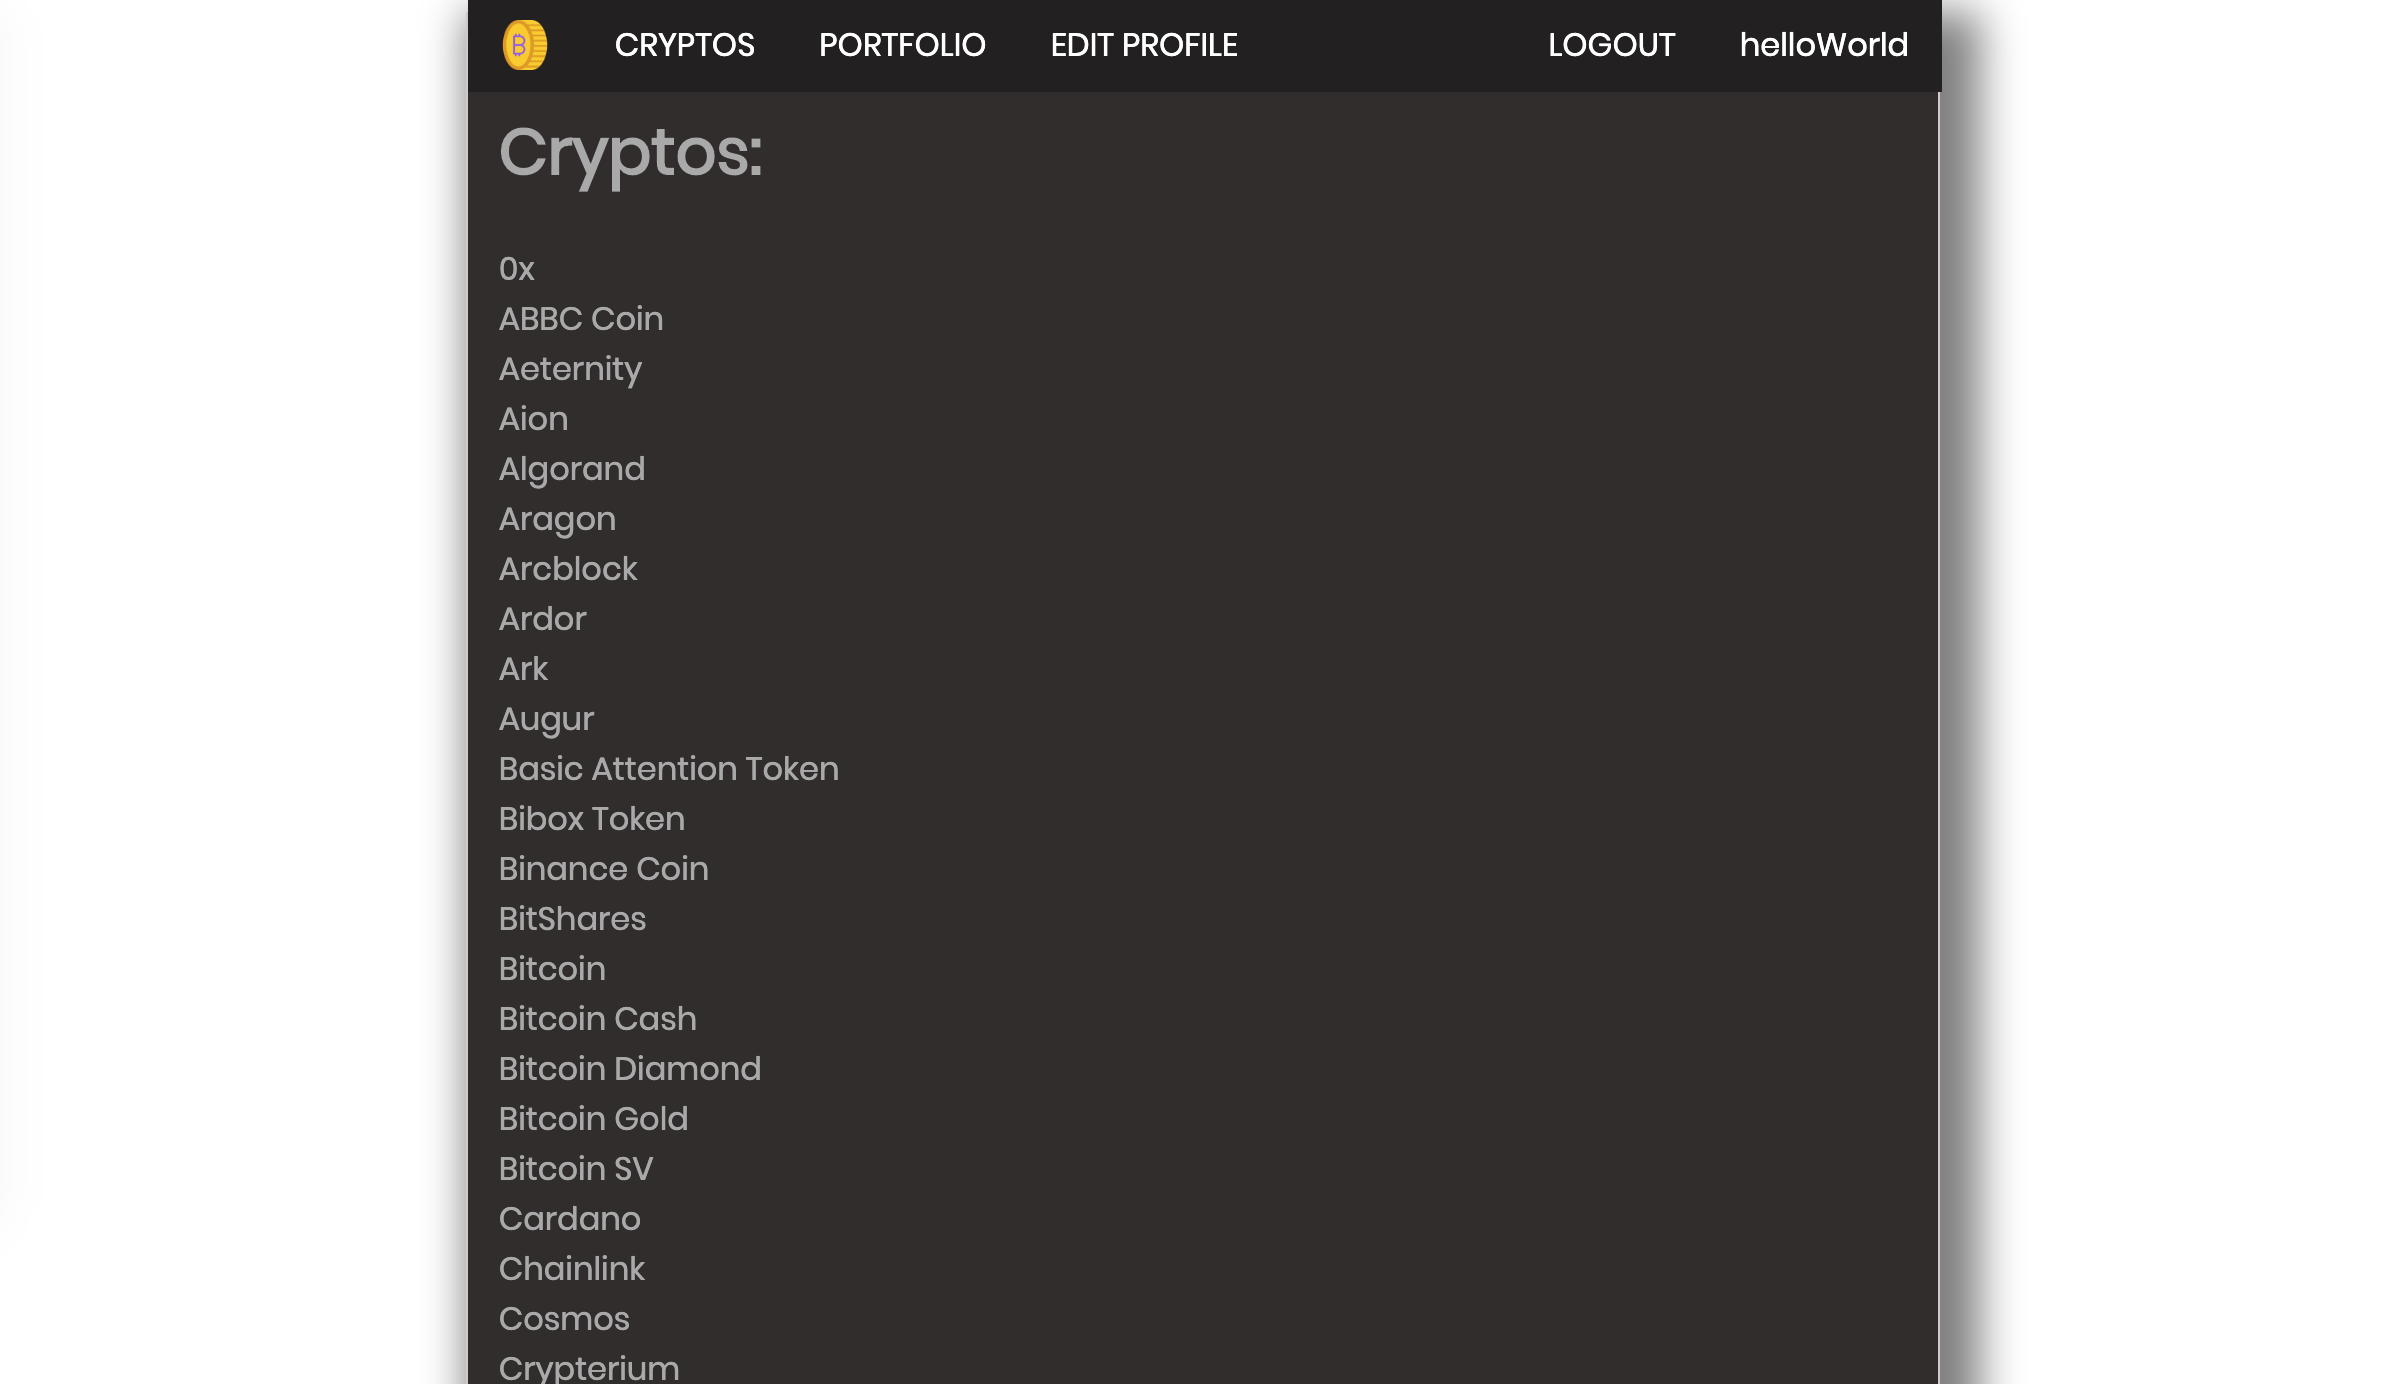 CRYPTOS PORTFOLIO EDIT PROFILE LOGOUT helloWorld
Cryptos:
0x
ABBC Coin
Aeternity
Aion
Algorand
Aragon
Arcblock
Ardor
Ark
Augur
Basic Attention Token
Bibox Token
Binance Coin
BitShares
Bitcoin
Bitcoin Cash
Bitcoin Diamond
Bitcoin Gold
Bitcoin SV
Cardano
Chainlink
Cosmos
Crypterium